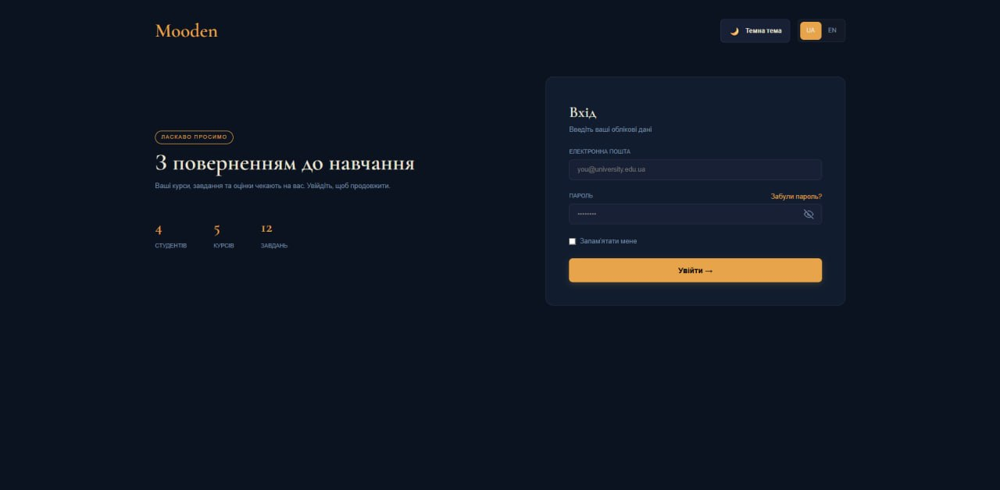 Mooden
Темна тема
UA
EN
ЛАСКАВО ПРОСИМО
З поверненням до навчання
Ваші курси, завдання та оцінки чекають на вас. Увійдіть, щоб продовжити.
4
СТУДЕНТІВ
5
КУРСІВ
12
ЗАВДАНЬ
Вхід
Введіть ваші облікові дані
ЕЛЕКТРОННА ПОШТА
you@university.edu.ua
ПАРОЛЬ
Забули пароль?
••••••••
Запам'ятати мене
Увійти →